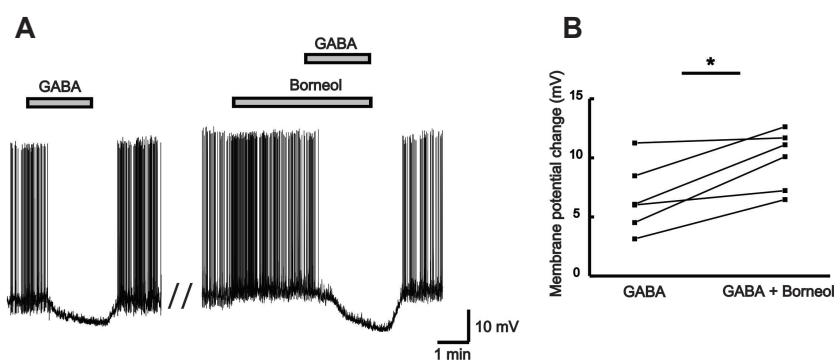 A
GABA
GABA
Borneol
//
10 mV
1 min
B
*
Membrane potential change (mV)
15
10
5
0
GABA
GABA + Borneol